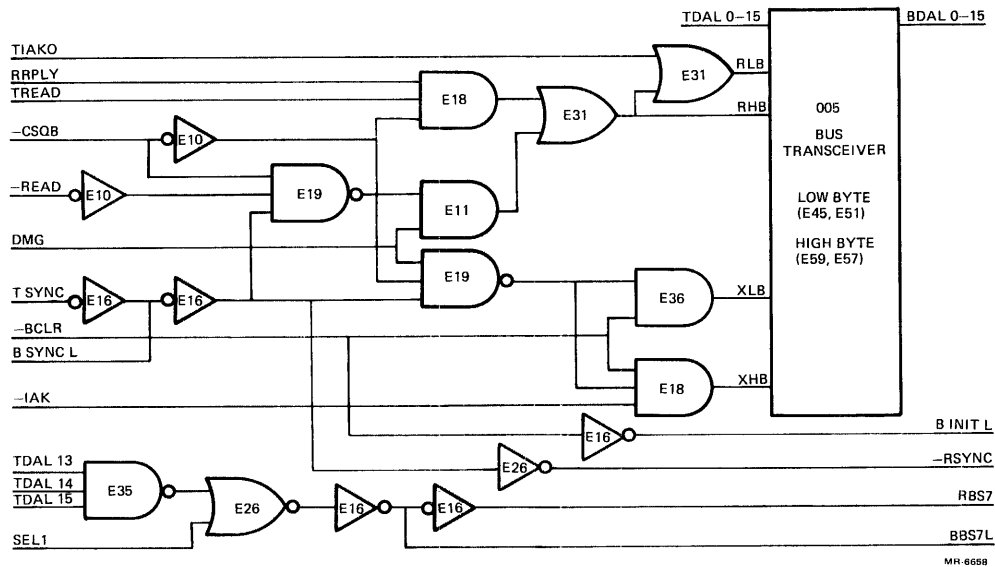 TDAL 0–15
BDAL 0–15
TIAKO
E31
RLB
RRPLY
TREAD
E18
E31
RHB
005
BUS
TRANSCEIVER
–CSQB
E10
–READ
E10
E19
E11
LOW BYTE
(E45, E51)
HIGH BYTE
(E59, E57)
DMG
E19
T SYNC
E16
E16
E36
XLB
–BCLR
B SYNC L
E18
XHB
–IAK
E16
B INIT L
E26
–RSYNC
TDAL 13
TDAL 14
TDAL 15
E35
E26
E16
E16
RBS7
SEL1
BBS7L
MR-6658